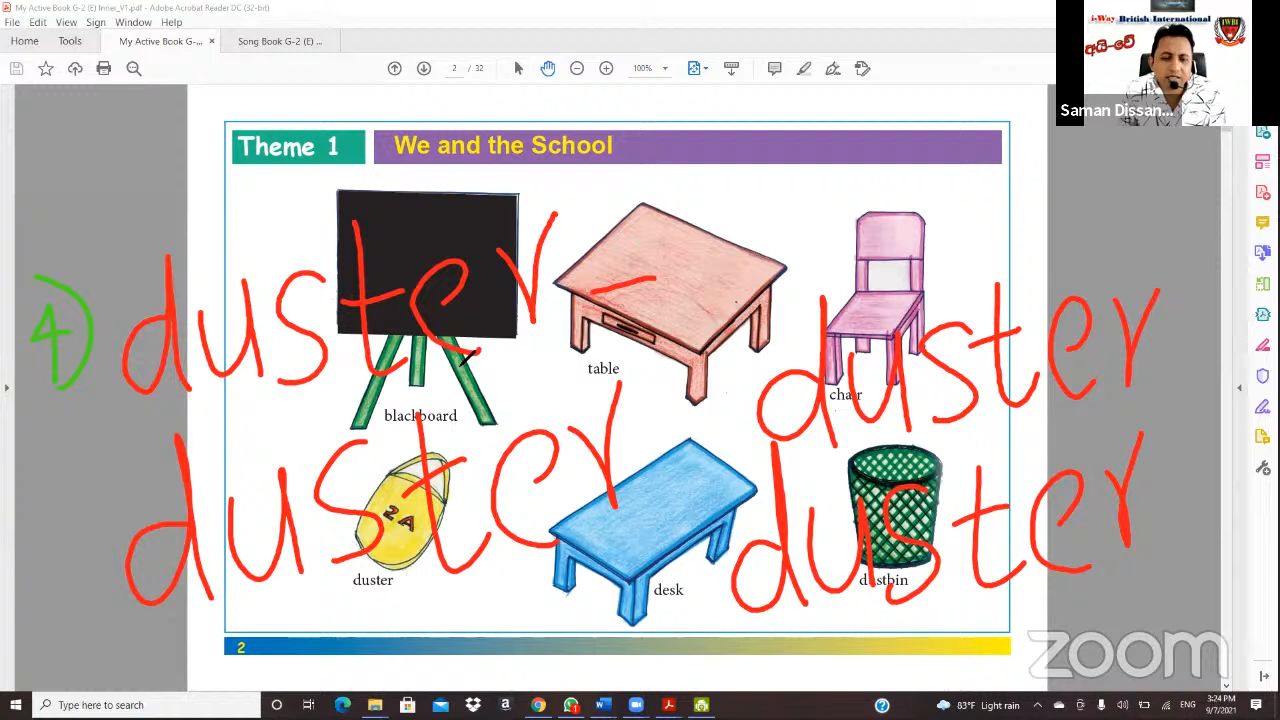 My Active Book G-2 (E) Inner_V1.pdf - Adobe Acrobat Reader DC (32-bit)
File Edit View Sign Window Help
My Active Book G-... × Song Book G-2 (E) ...
100%
i-Way British International
IWBI
අයි-වේ
Saman Dissan...
Theme 1 We and the School
4) duster - duster
table
chair
blackboard
duster duster
2 A
duster
desk
dustbin
2
zoom
Type here to search
83°F Light rain
ENG
3:24 PM
9/7/2021